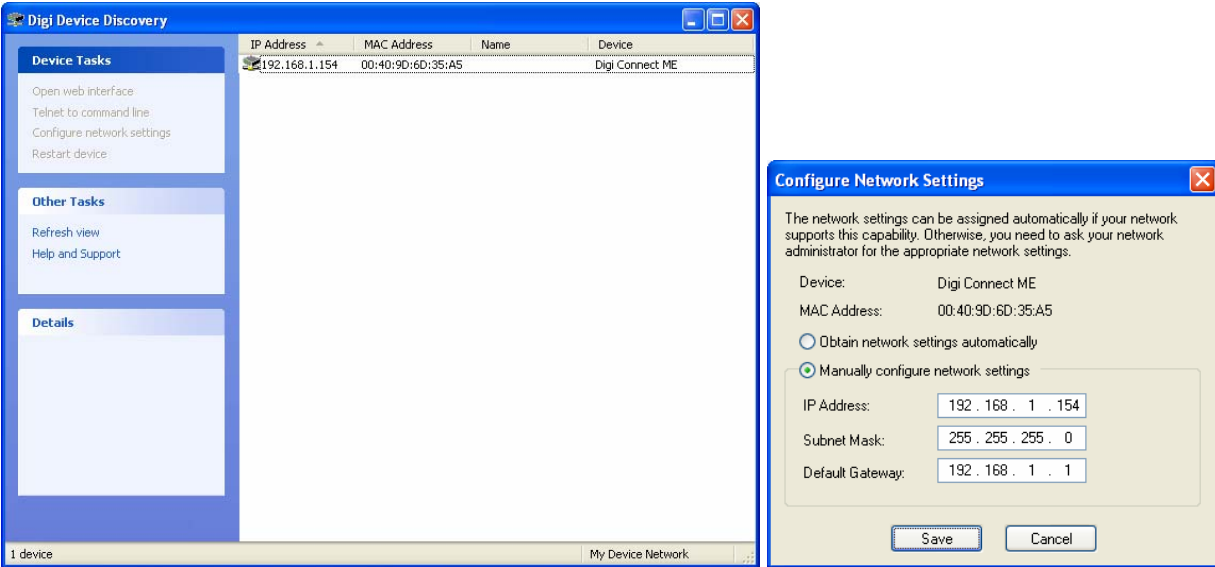 Digi Device Discovery
Device Tasks
Open web interface
Telnet to command line
Configure network settings
Restart device
Other Tasks
Refresh view
Help and Support
Details
IP Address MAC Address Name Device
192.168.1.154 00:40:9D:6D:35:A5 Digi Connect ME
1 device My Device Network
Configure Network Settings
The network settings can be assigned automatically if your network
supports this capability. Otherwise, you need to ask your network
administrator for the appropriate network settings.
Device: Digi Connect ME
MAC Address: 00:40:9D:6D:35:A5
Obtain network settings automatically
Manually configure network settings
IP Address: 192 . 168 . 1 . 154
Subnet Mask: 255 . 255 . 255 . 0
Default Gateway: 192 . 168 . 1 . 1
Save Cancel